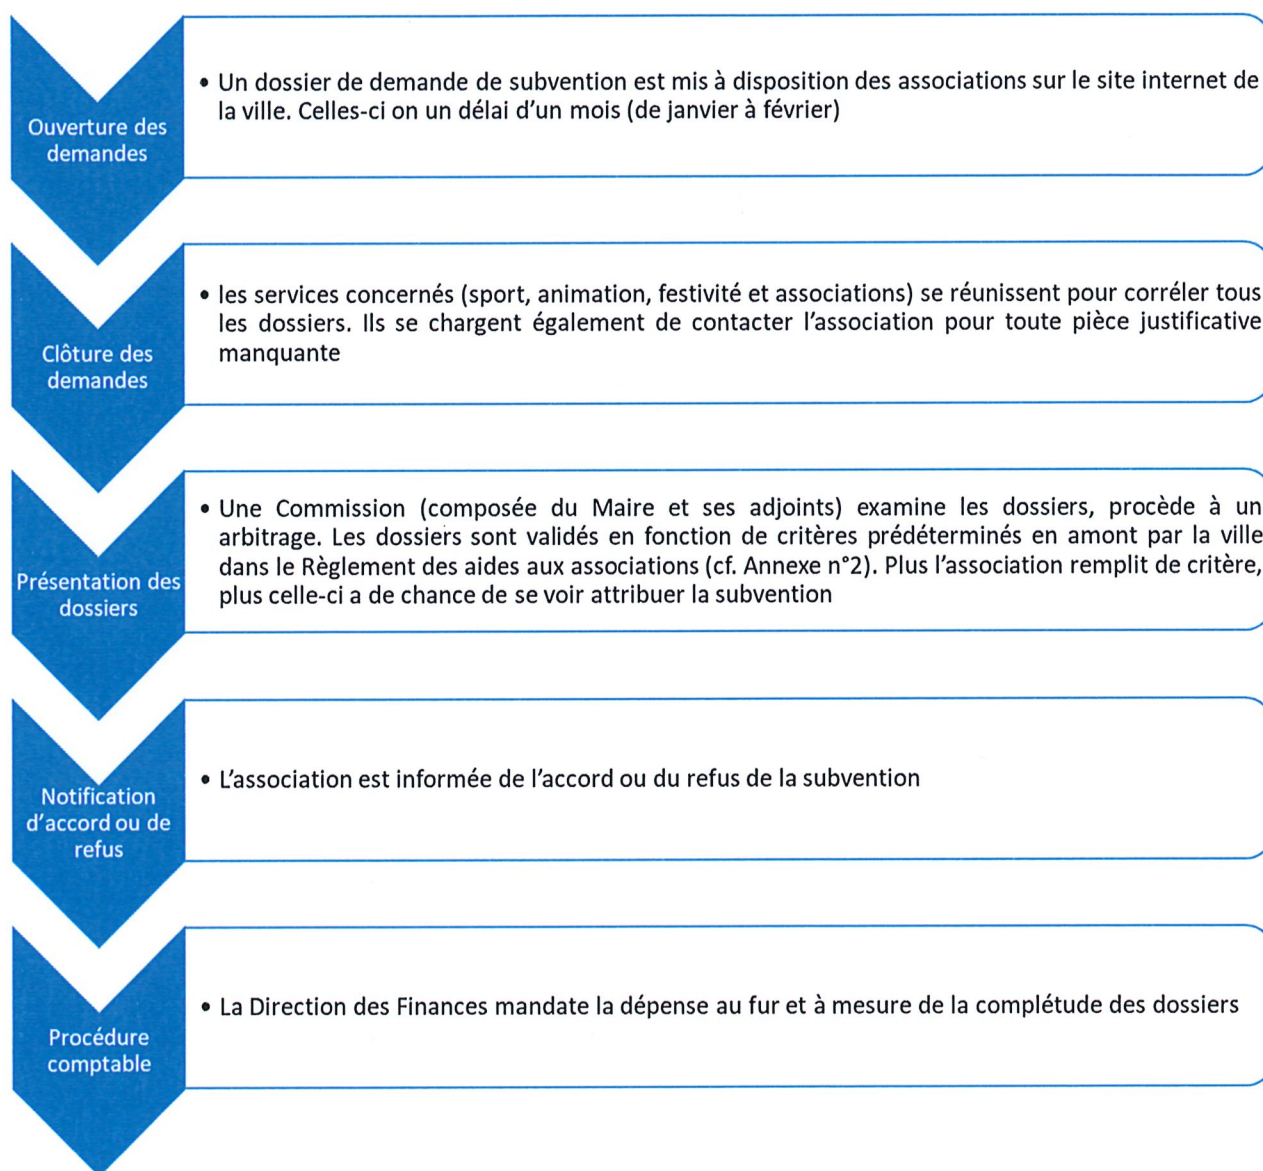 Ouverture des
demandes
• Un dossier de demande de subvention est mis à disposition des associations sur le site internet de
la ville. Celles-ci on un délai d'un mois (de janvier à février)
Clôture des
demandes
• les services concernés (sport, animation, festivité et associations) se réunissent pour corréler tous
les dossiers. Ils se chargent également de contacter l'association pour toute pièce justificative
manquante
Présentation des
dossiers
• Une Commission (composée du Maire et ses adjoints) examine les dossiers, procède à un
arbitrage. Les dossiers sont validés en fonction de critères prédéterminés en amont par la ville
dans le Règlement des aides aux associations (cf. Annexe n°2). Plus l'association remplit de critère,
plus celle-ci a de chance de se voir attribuer la subvention
Notification
d'accord ou de
refus
• L'association est informée de l'accord ou du refus de la subvention
Procédure
comptable
• La Direction des Finances mandate la dépense au fur et à mesure de la complétude des dossiers